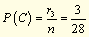 P(C) = r₃/n = 3/28